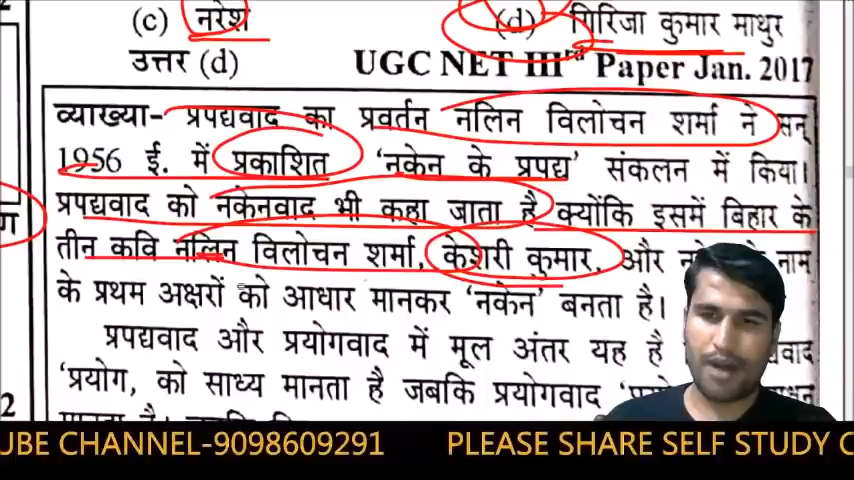 (c) नरेश (d) गिरिजा कुमार माथुर
उत्तर (d) UGC NET IIIrd Paper Jan. 2017
व्याख्या- प्रपद्यवाद का प्रवर्तन नलिन विलोचन शर्मा ने सन्
1956 ई. में प्रकाशित 'नकेन के प्रपद्य' संकलन में किया।
प्रपद्यवाद को नकेनवाद भी कहा जाता है क्योंकि इसमें बिहार के
तीन कवि नलिन विलोचन शर्मा, केशरी कुमार, और नाम
के प्रथम अक्षरों को आधार मानकर 'नकेन' बनता है।
प्रपद्यवाद और प्रयोगवाद में मूल अंतर यह है
'प्रयोग, को साध्य मानता है जबकि प्रयोगवाद
2
UBE CHANNEL-9098609291 PLEASE SHARE SELF STUDY C